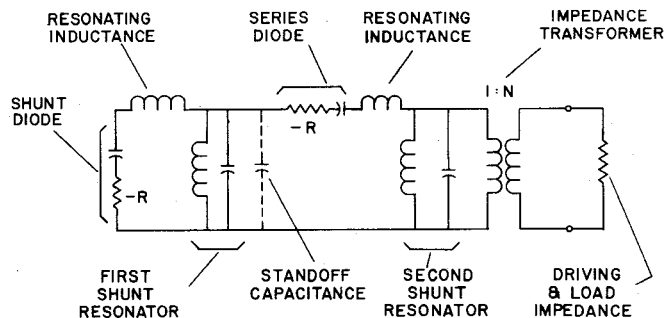 RESONATING
INDUCTANCE
SERIES
DIODE
RESONATING
INDUCTANCE
IMPEDANCE
TRANSFORMER
1:N
SHUNT
DIODE
-R
-R
FIRST
SHUNT
RESONATOR
STANDOFF
CAPACITANCE
SECOND
SHUNT
RESONATOR
DRIVING
& LOAD
IMPEDANCE